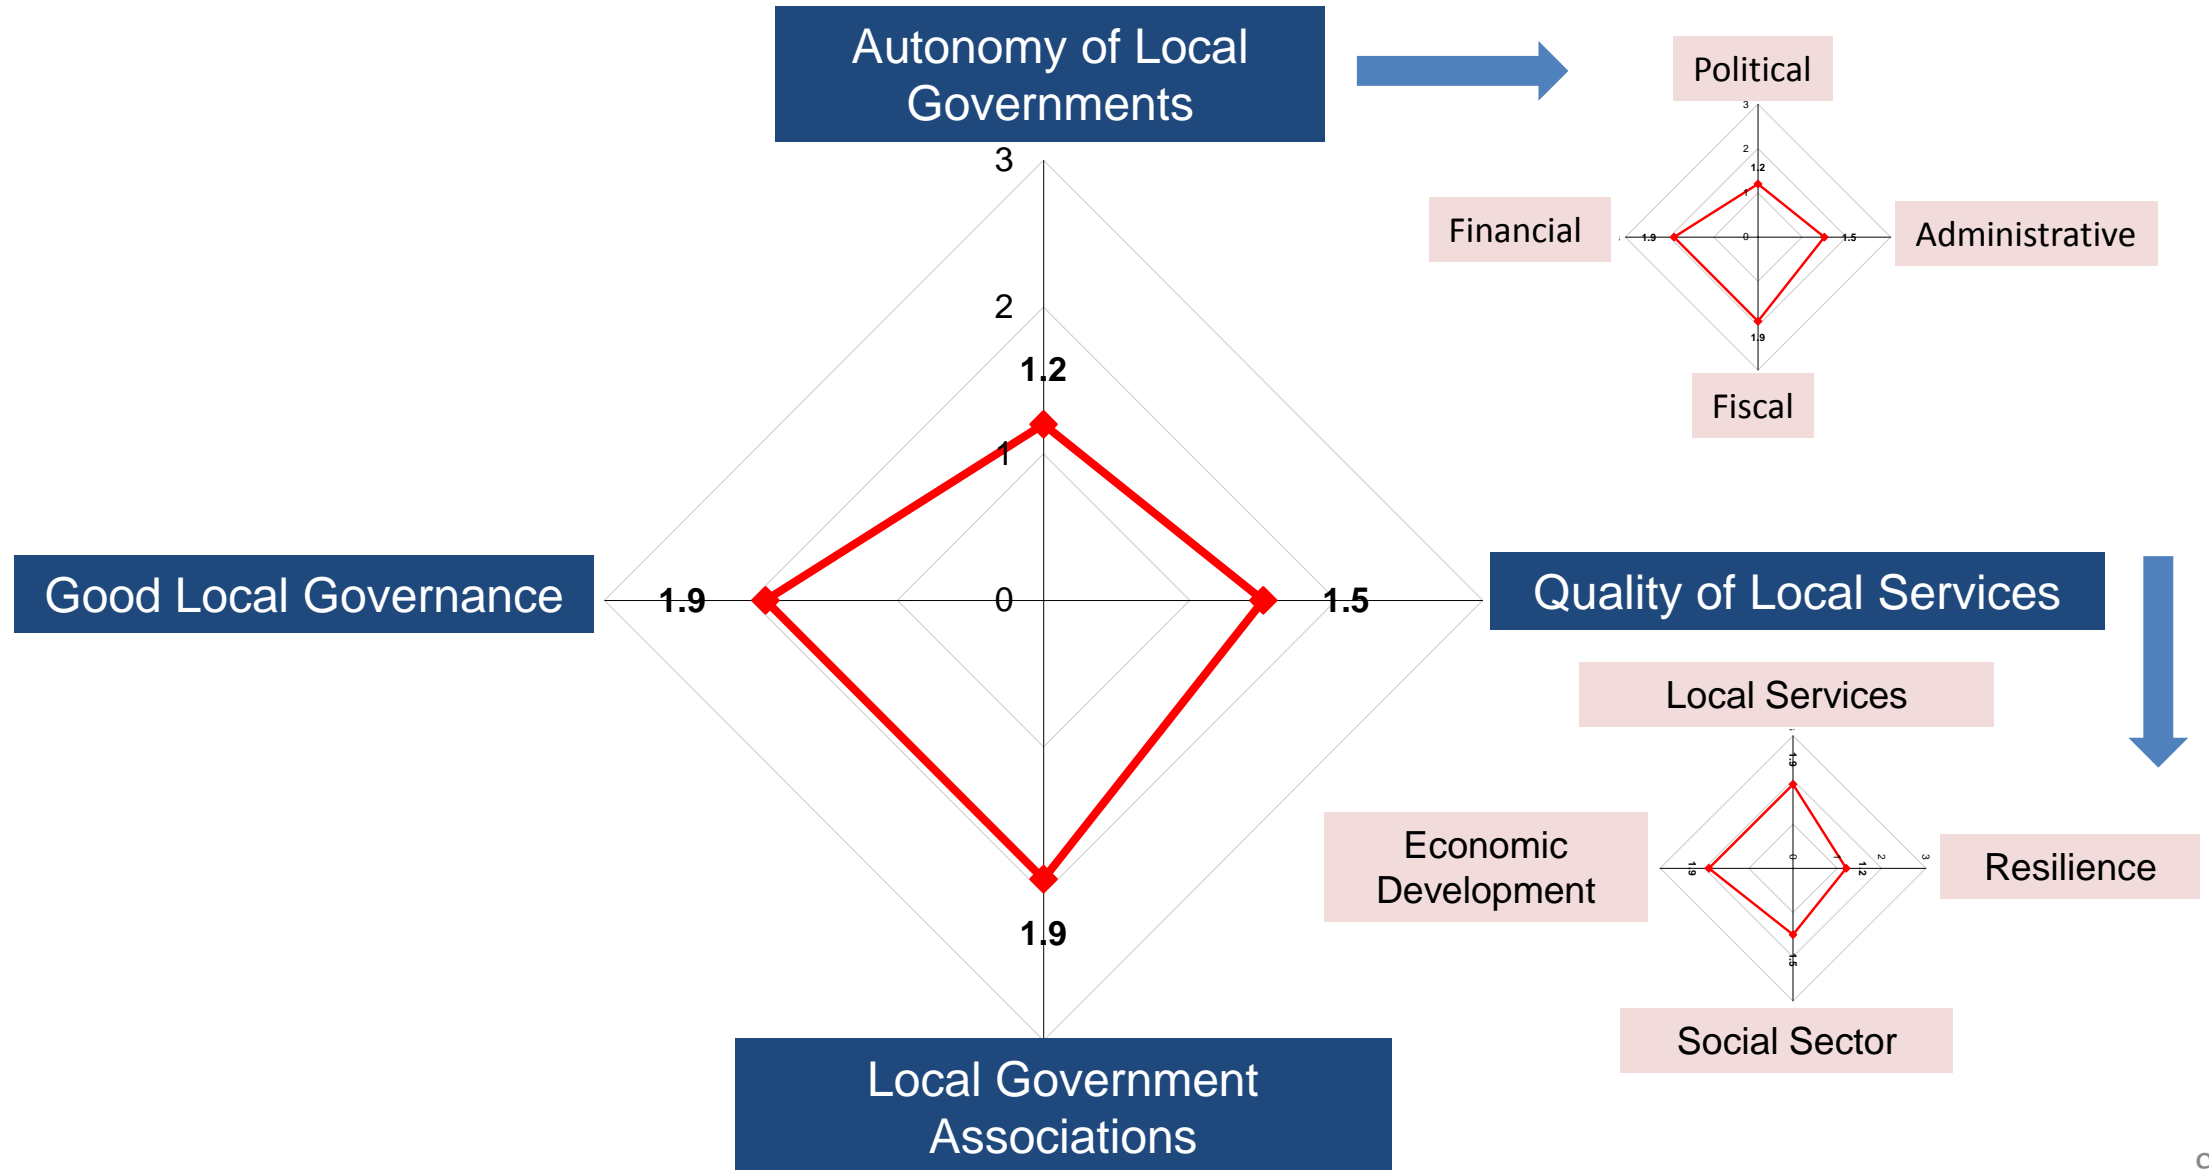 Autonomy of Local
Governments
3
2
1.2
1
0
1.9
1.5
1.9
Good Local Governance
Quality of Local Services
Local Government
Associations
Political
3
2
1.2
1
0
1.9
1.5
1.9
Financial
Administrative
Fiscal
Local Services
1.9
Economic
Development
1.9
0
1
1.2
2
3
Resilience
1.5
Social Sector